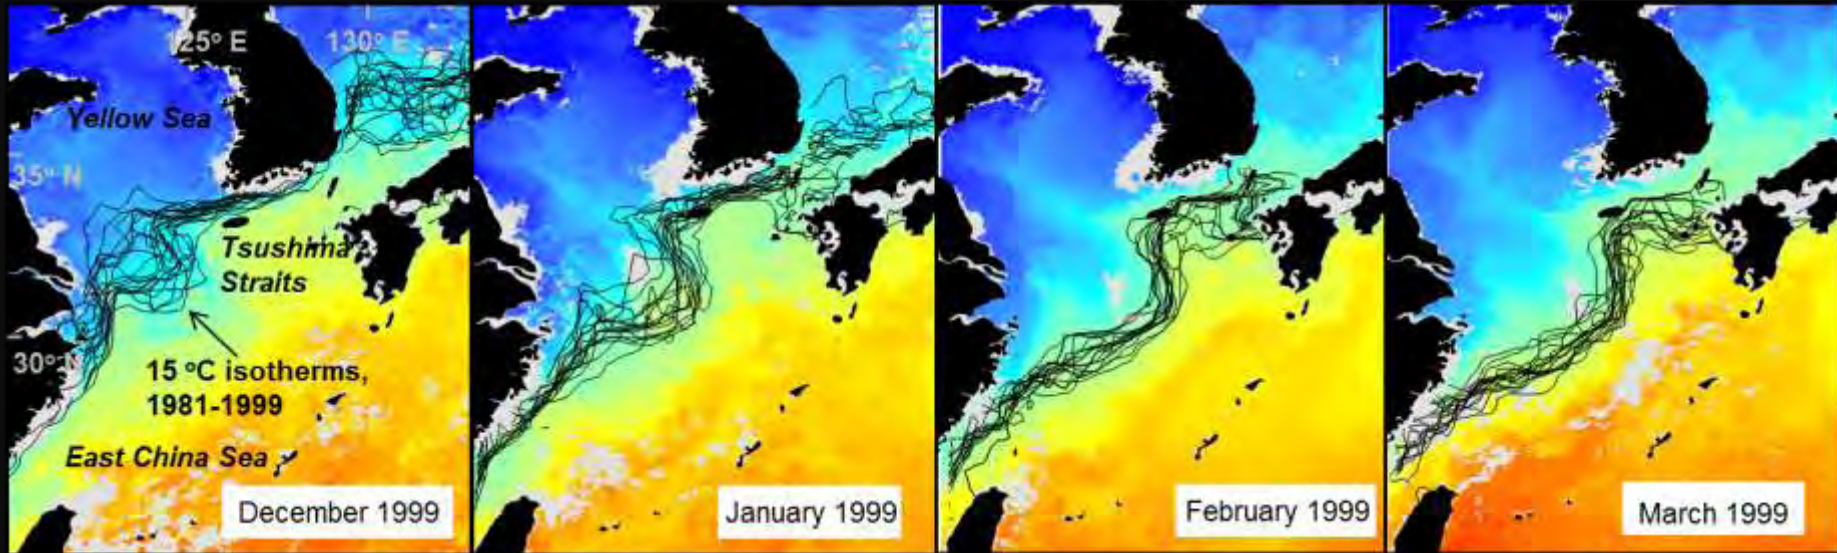 125° E
130° E
Yellow Sea
35° N
Tsushima
Straits
30° N
15 °C isotherms,
1981-1999
East China Sea
December 1999
January 1999
February 1999
March 1999